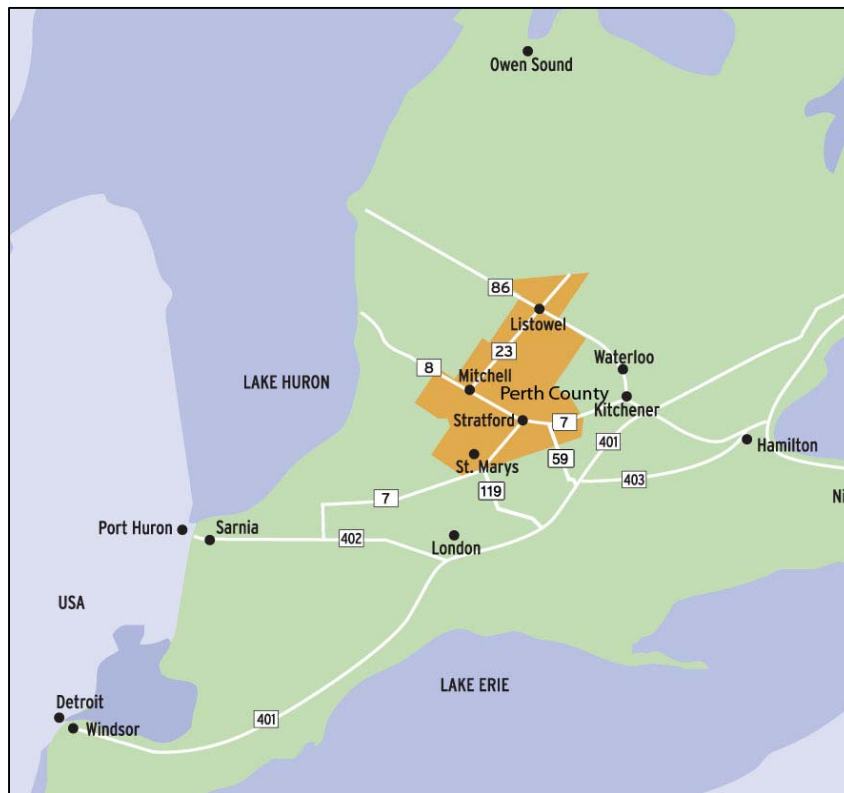 Owen Sound
86
Listowel
23
Waterloo
8
LAKE HURON
Mitchell
Perth County
Kitchener
Stratford
7
401
Hamilton
St. Marys
59
403
119
7
Ni
Port Huron
Sarnia
402
London
USA
LAKE ERIE
Detroit
401
Windsor